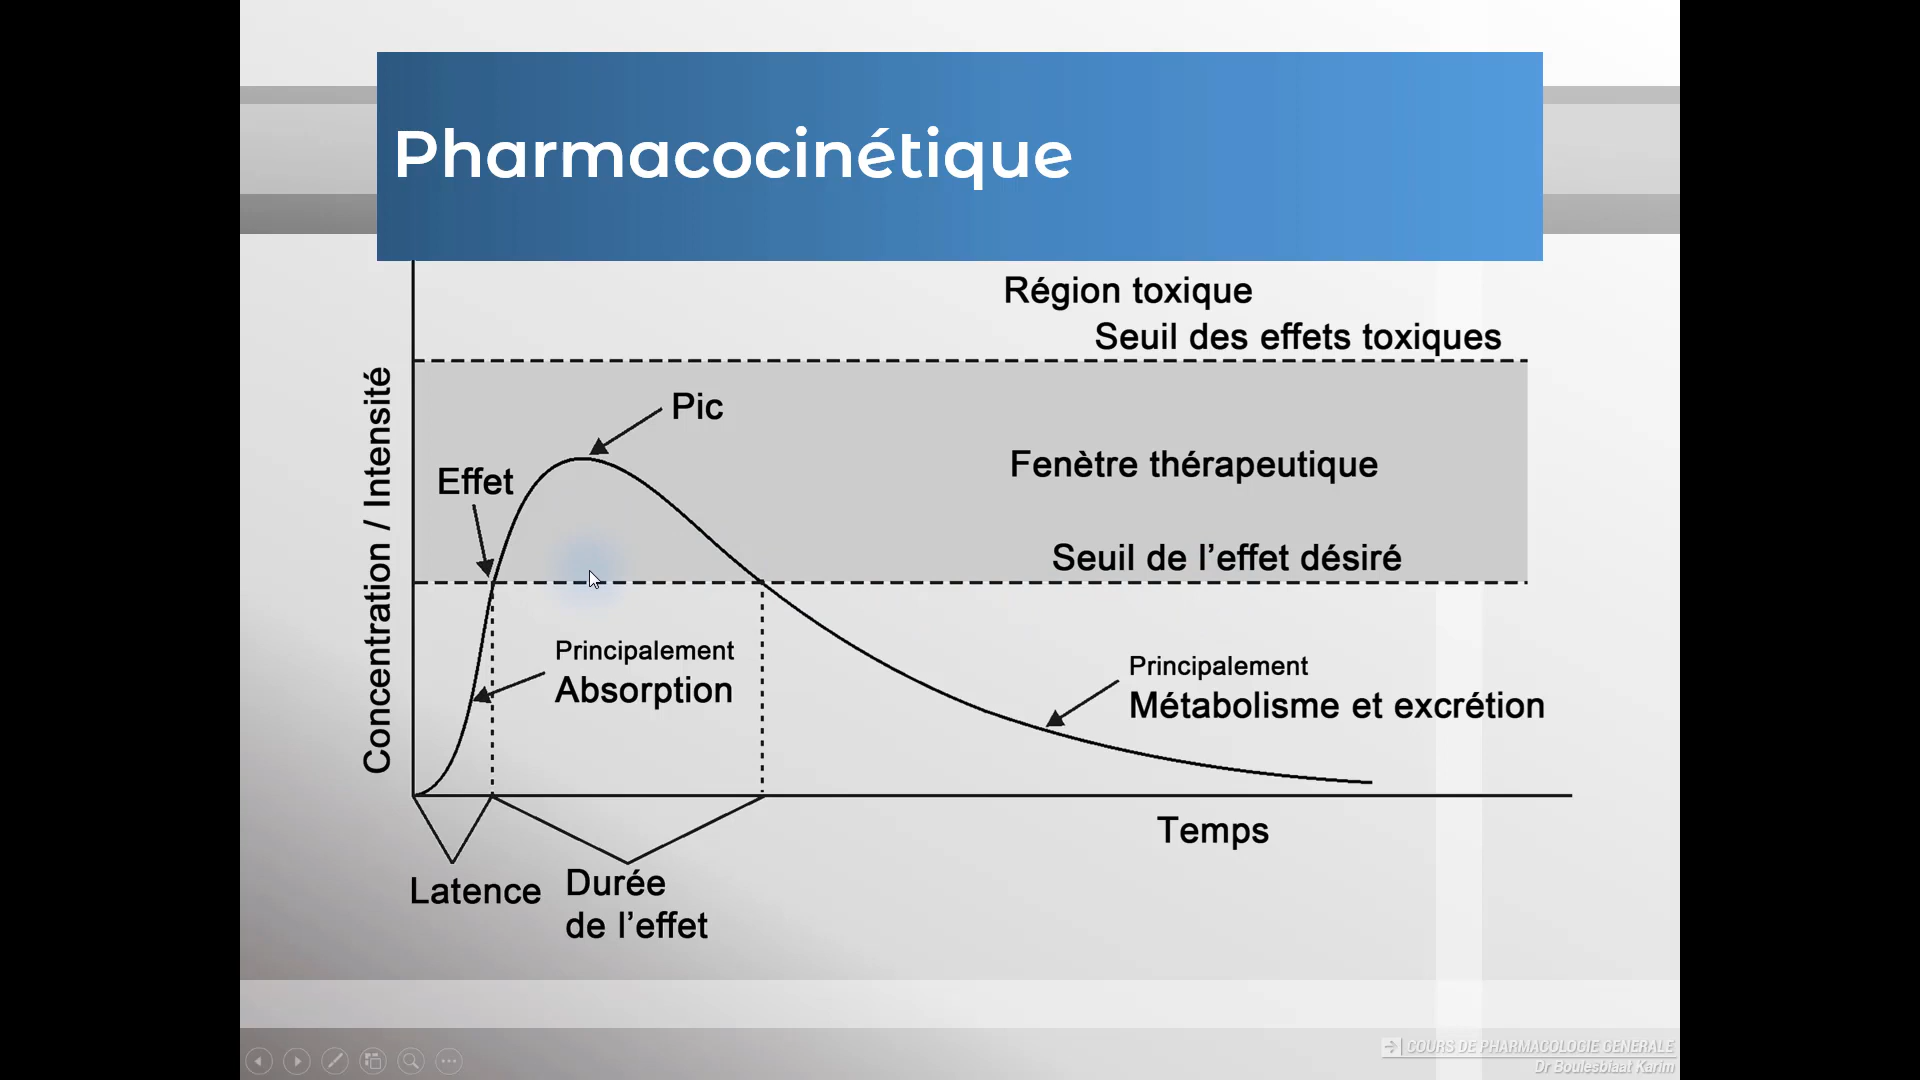 Pharmacocinétique
Région toxique
Seuil des effets toxiques
Pic
Fenètre thérapeutique
Effet
Seuil de l’effet désiré
Concentration / Intensité
Principalement
Absorption
Principalement
Métabolisme et excrétion
Temps
Latence
Durée
de l’effet
COURS DE PHARMACOLOGIE GENERALE
Dr Boulesblaat Karim